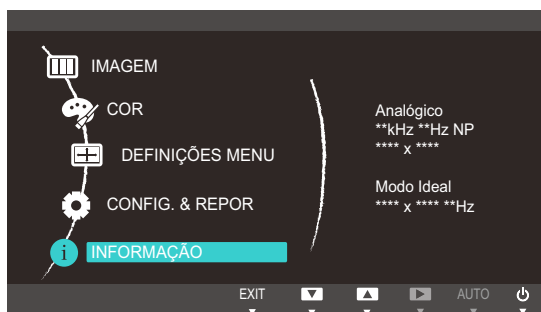 IMAGEM
COR
DEFINIÇÕES MENU
CONFIG. & REPOR
i INFORMAÇÃO
Analógico
**kHz **Hz NP
**** x ****
Modo Ideal
**** x **** **Hz
EXIT AUTO